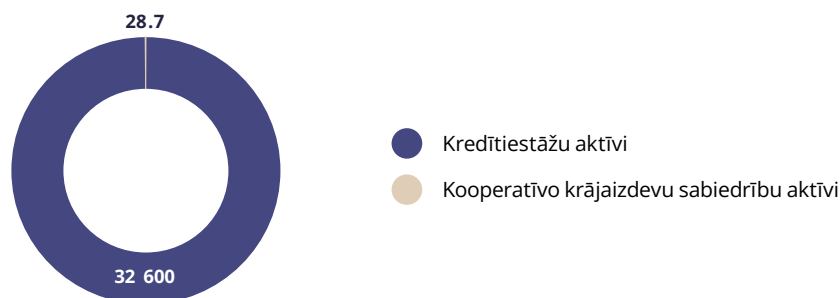 28.7
Kredītiestāžu aktīvi
Kooperatīvo krājaizdevu sabiedrību aktīvi
32 600